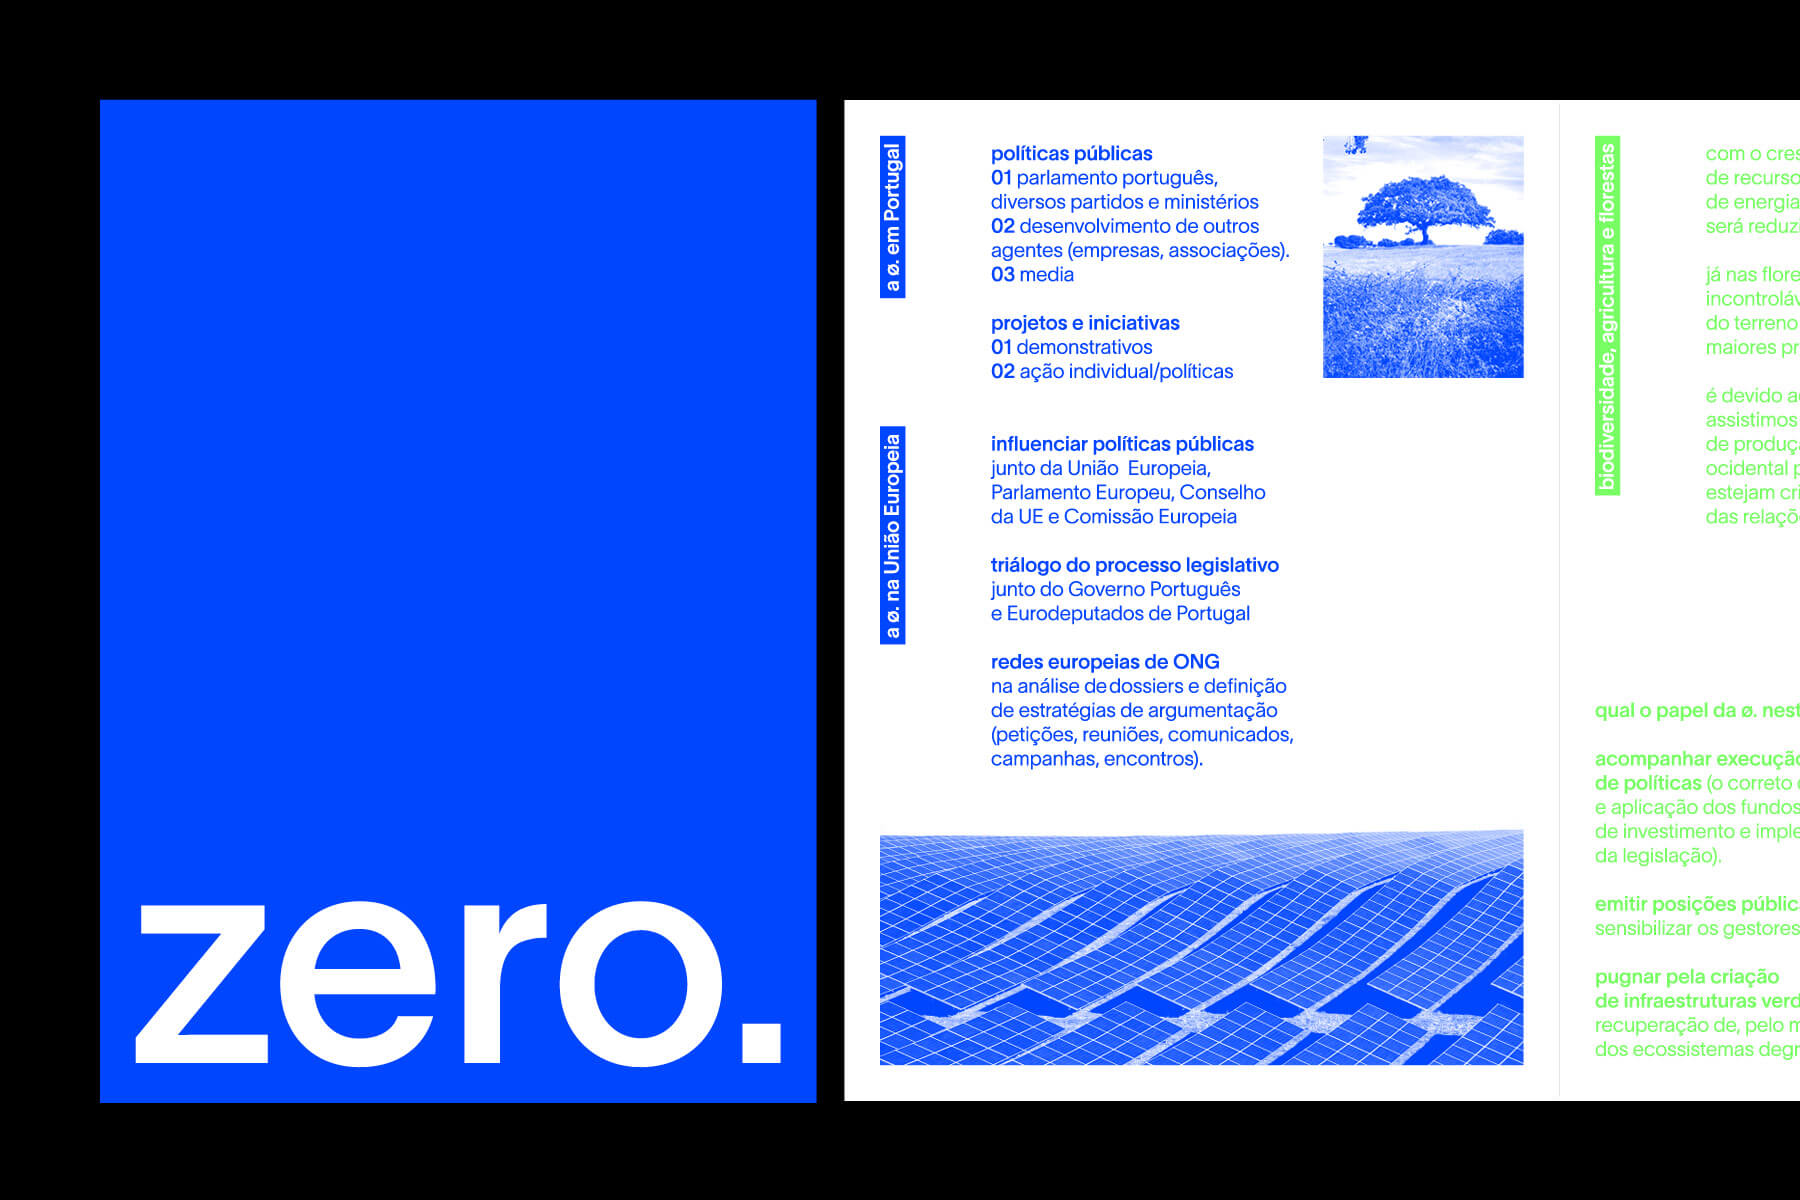 zero.
a ø. em Portugal
políticas públicas
01 parlamento português,
diversos partidos e ministérios
02 desenvolvimento de outros
agentes (empresas, associações).
03 media
projetos e iniciativas
01 demonstrativos
02 ação individual/políticas
a ø. na União Europeia
influenciar políticas públicas
junto da União  Europeia,
Parlamento Europeu, Conselho
da UE e Comissão Europeia
triálogo do processo legislativo
junto do Governo Português
e Eurodeputados de Portugal
redes europeias de ONG
na análise de dossiers e definição
de estratégias de argumentação
(petições, reuniões, comunicados,
campanhas, encontros).
biodiversidade, agricultura e florestas
com o
de
de energia
será
já nas
do terreno
maiores
é devido
assistimos
de
ocidental
estejam
das
qual o papel da ø.
acompanhar
de políticas (o correto
e aplicação dos fundos
de investimento e
da legislação).
emitir posições
sensibilizar os gestores
pugnar pela criação
de infraestruturas
recuperação de, pelo
dos ecossistemas